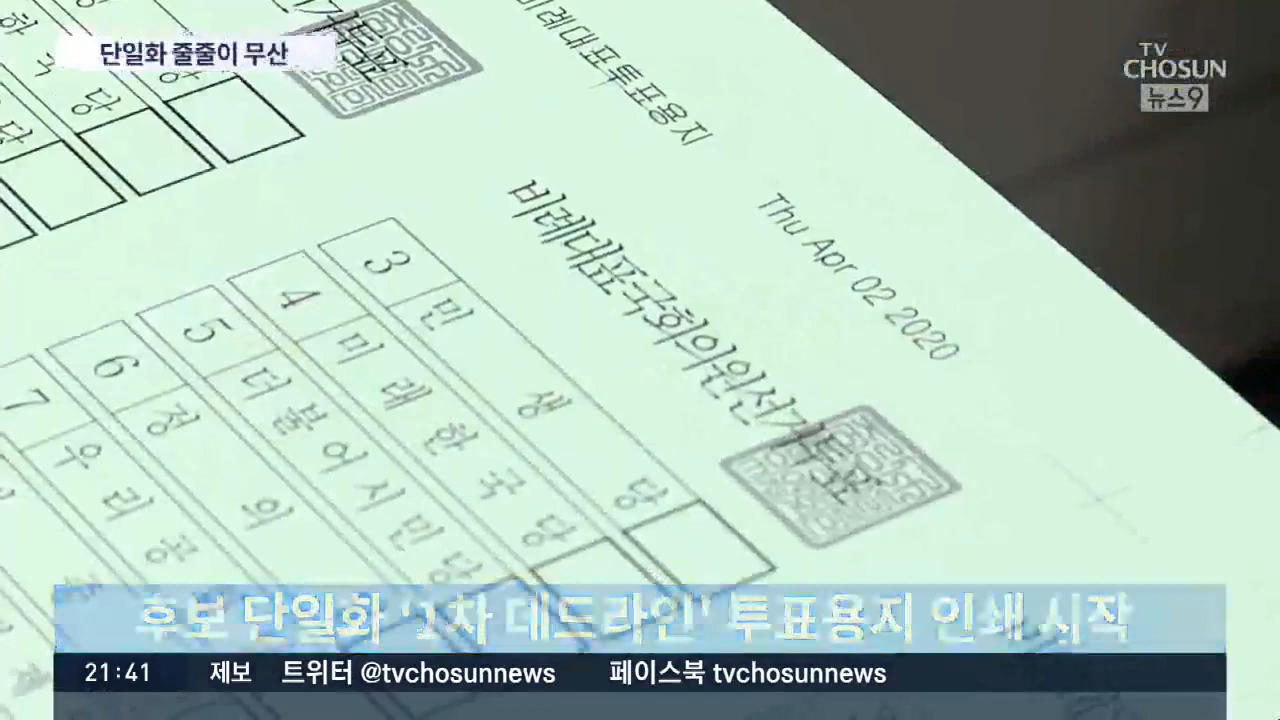 단일화 줄줄이 무산
TV
CHOSUN
뉴스9
비례대표투표용지
Thu Apr 02 2020
비례대표국회의원선거투표
3 민 생 당
4 미 래 한 국 당
5 더 불 어 시 민 당
6 정 의
7 우 리 공
후보 단일화 '1차 데드라인' 투표용지 인쇄 시작
21:41 제보 트위터 @tvchosunnews 페이스북 tvchosunnews